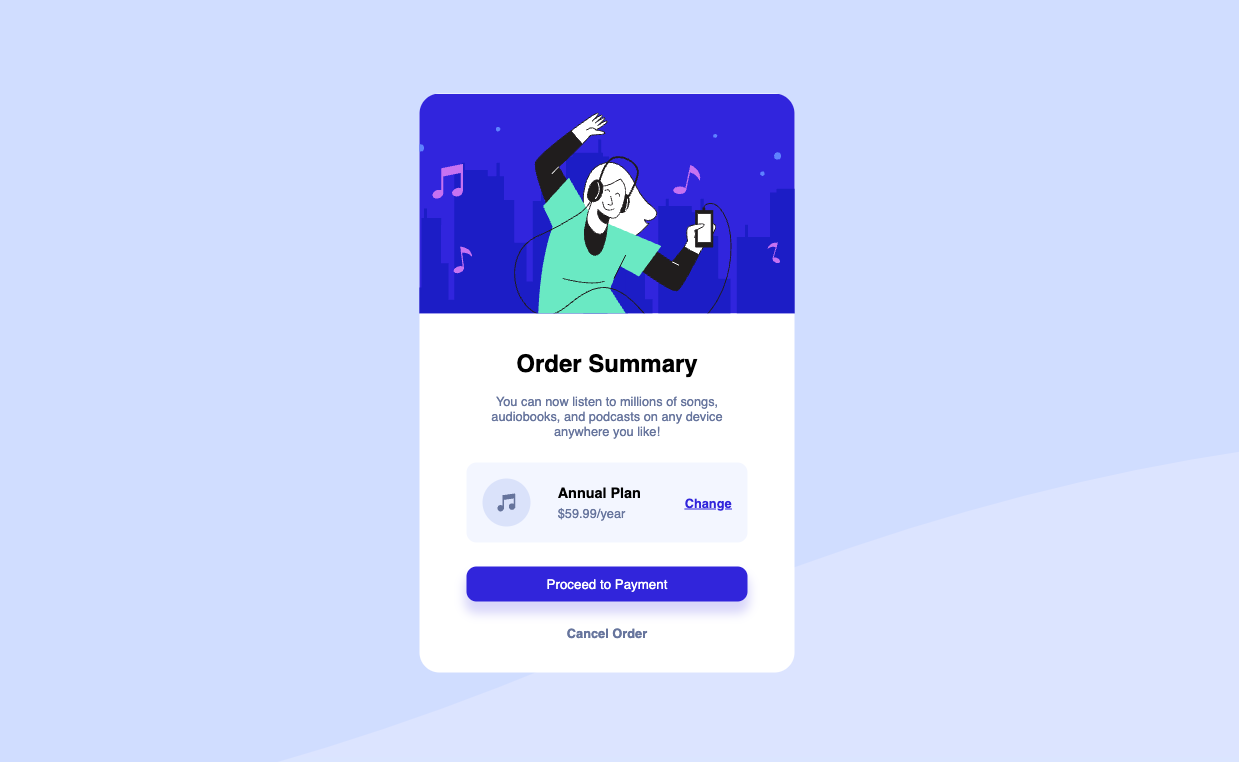 Order Summary
You can now listen to millions of songs,
audiobooks, and podcasts on any device
anywhere you like!
Annual Plan
$59.99/year
Change
Proceed to Payment
Cancel Order